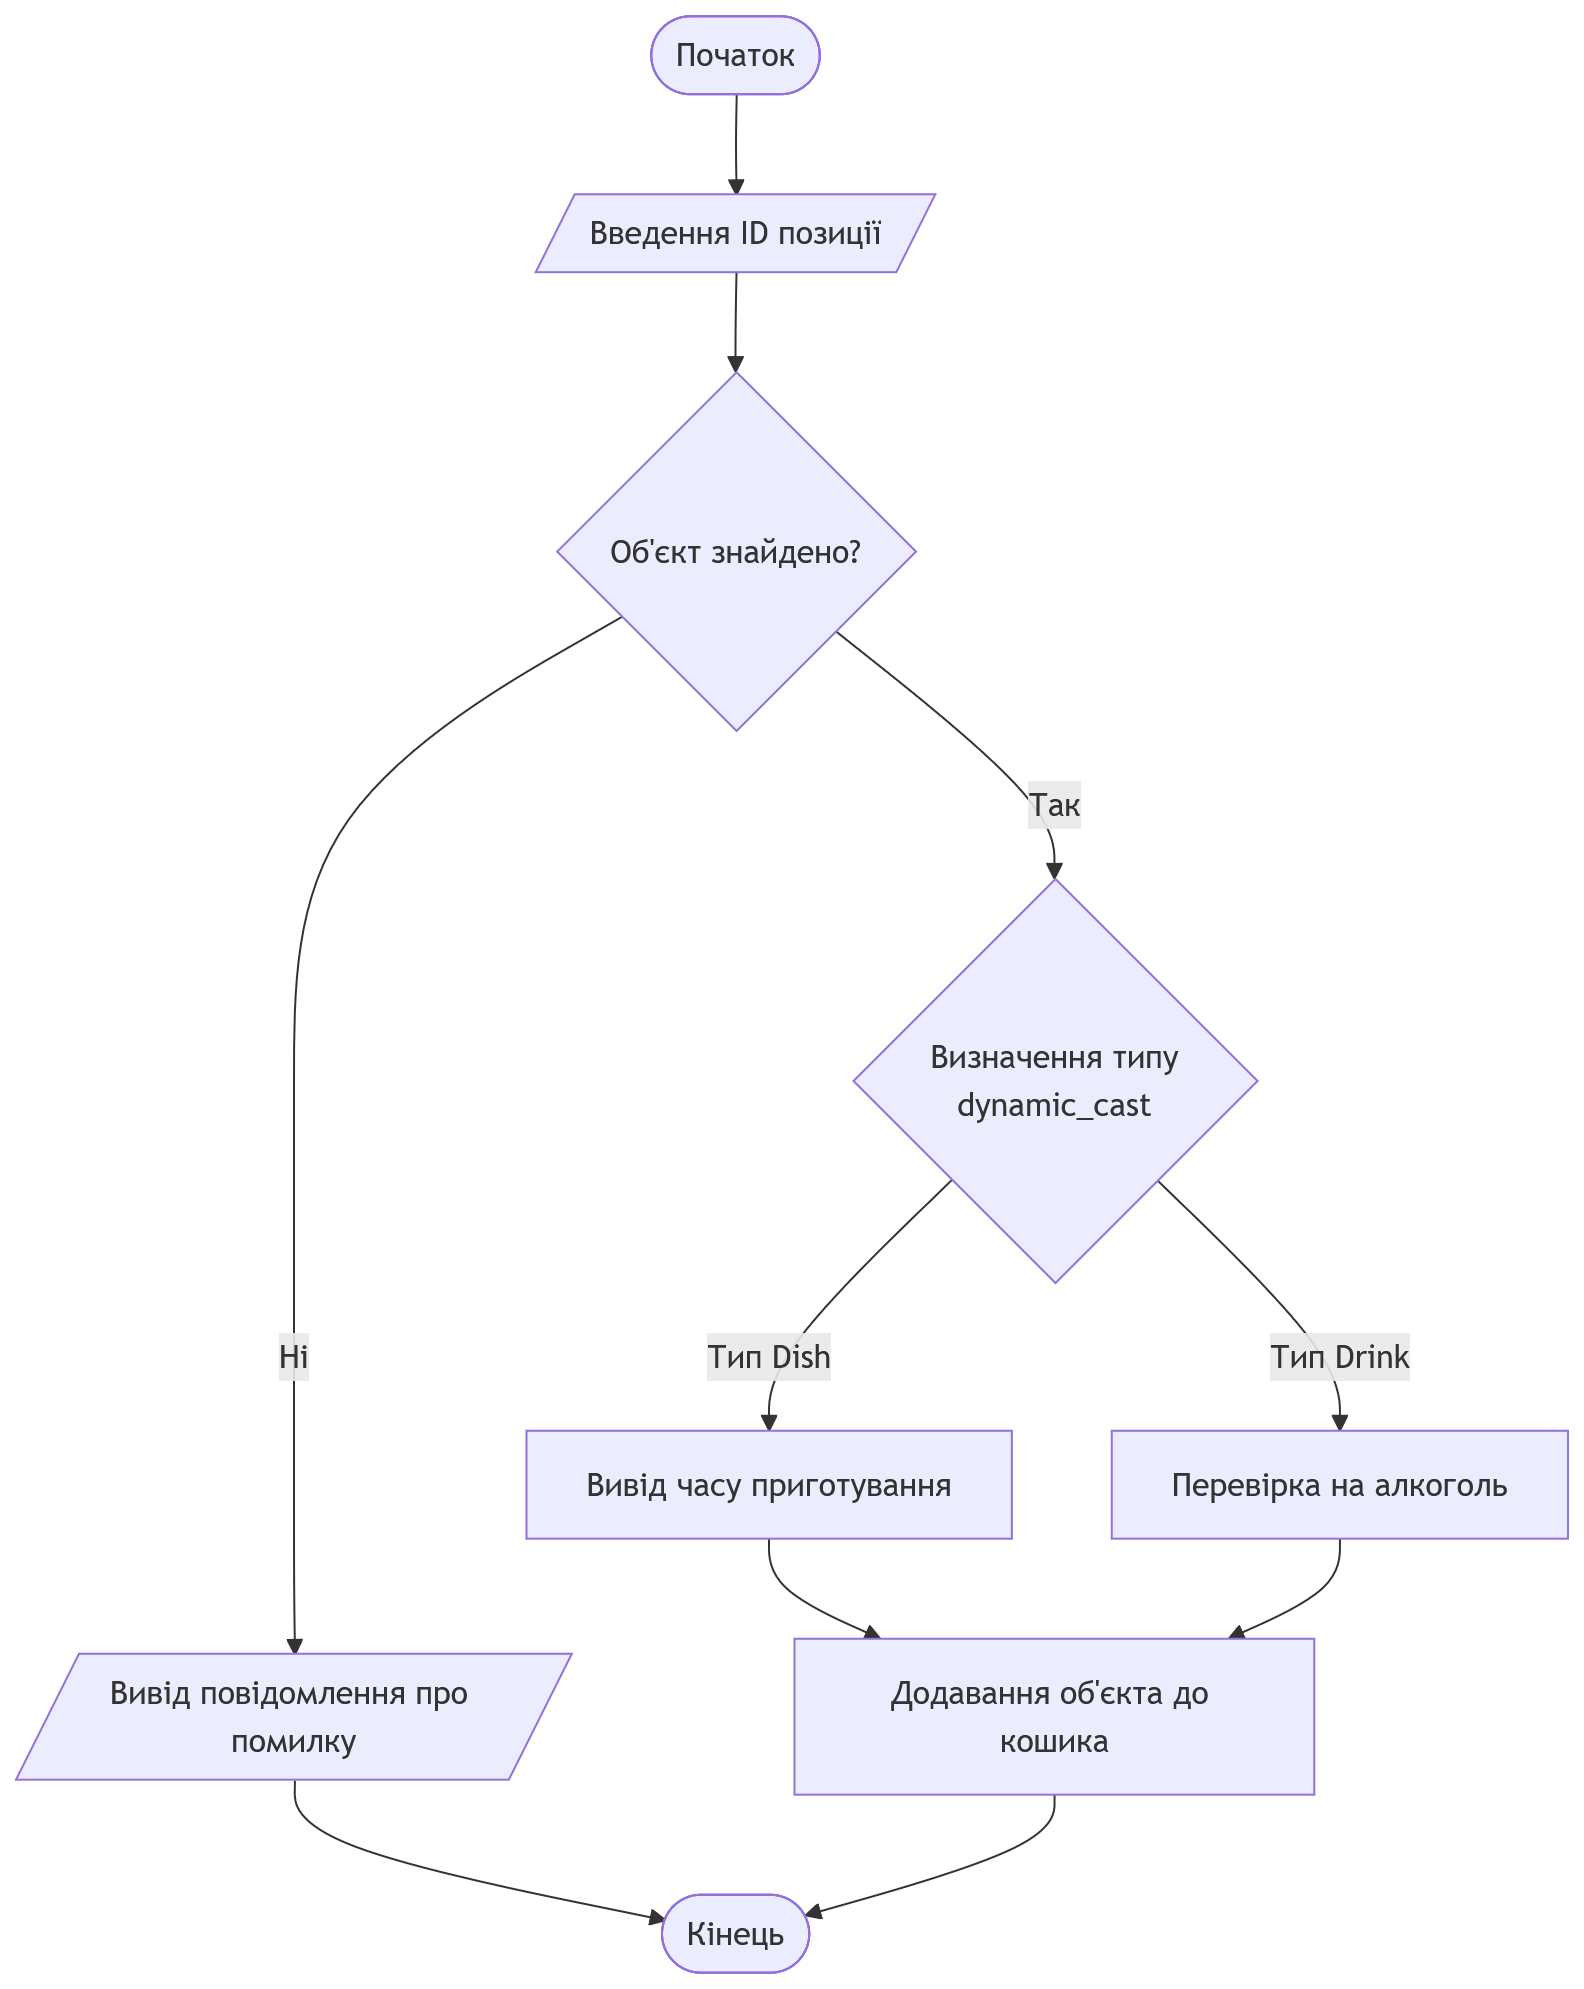 Початок
Введення ID позиції
Об'єкт знайдено?
Так
Визначення типу
dynamic_cast
Ні
Тип Dish
Тип Drink
Вивід часу приготування
Перевірка на алкоголь
Вивід повідомлення про
помилку
Додавання об'єкта до
кошика
Кінець